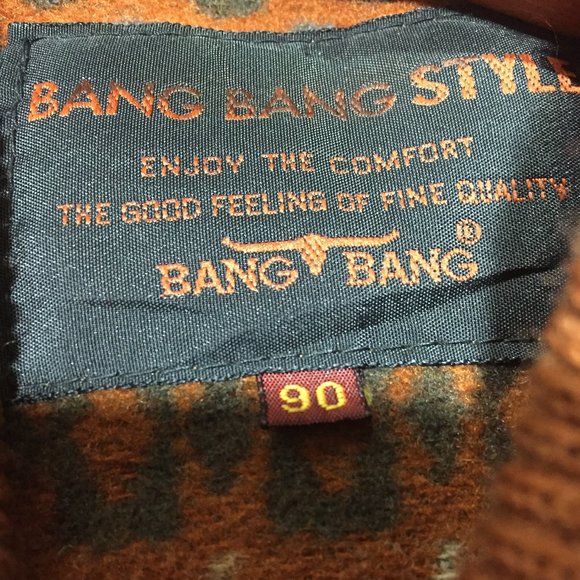 BANG BANG STYLE
ENJOY THE COMFORT
THE GOOD FEELING OF FINE QUALITY
BANG BANG ®
90